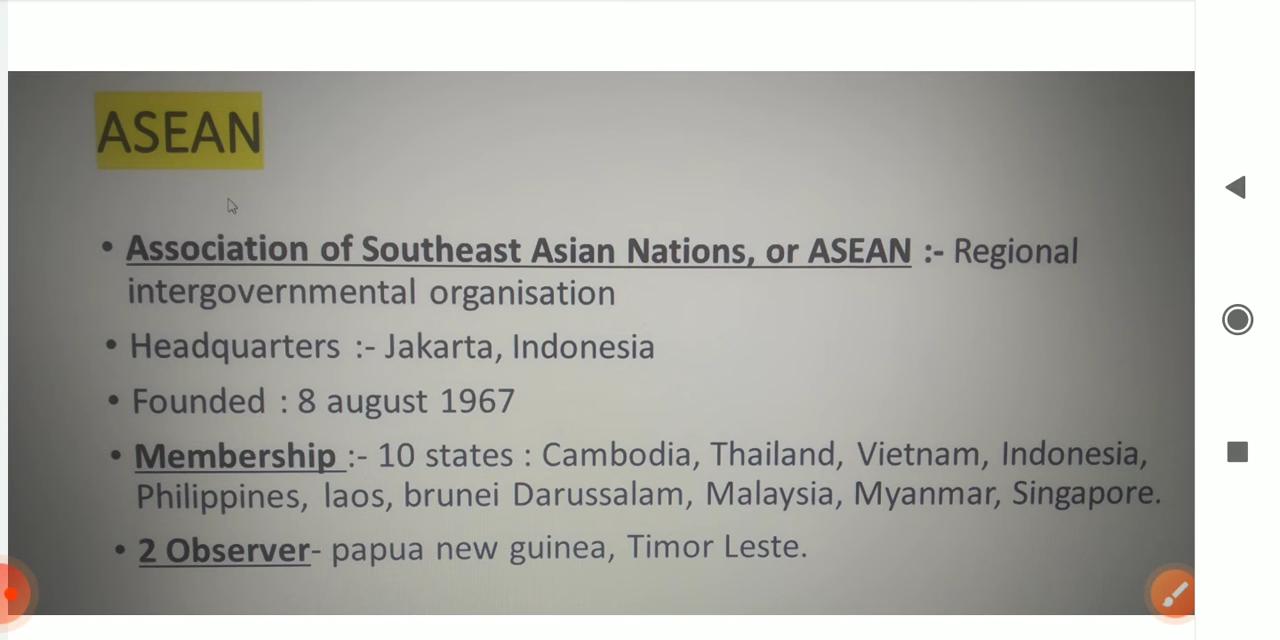 ASEAN
• Association of Southeast Asian Nations, or ASEAN :- Regional
intergovernmental organisation
• Headquarters :- Jakarta, Indonesia
• Founded : 8 august 1967
• Membership :- 10 states : Cambodia, Thailand, Vietnam, Indonesia,
Philippines, laos, brunei Darussalam, Malaysia, Myanmar, Singapore.
• 2 Observer- papua new guinea, Timor Leste.